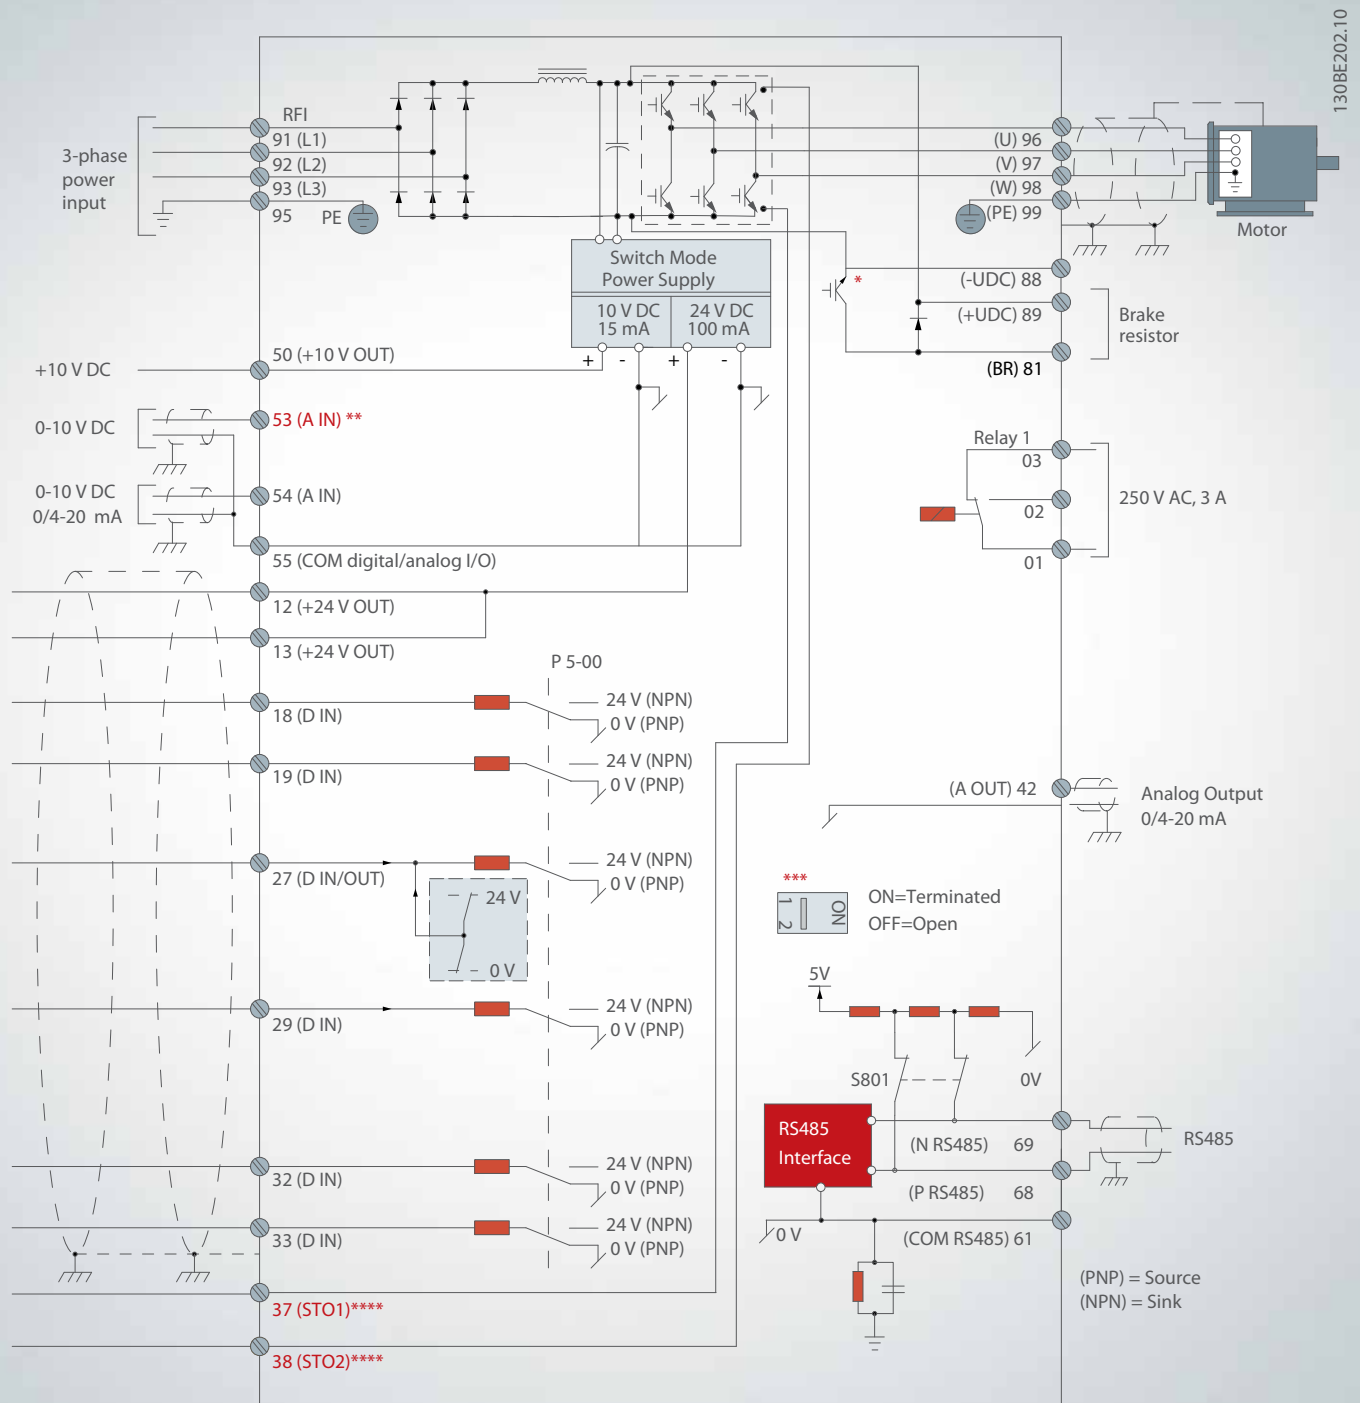 130BE202.10
3-phase
power
input
RFI
91 (L1)
92 (L2)
93 (L3)
95
PE
(U) 96
(V) 97
(W) 98
(PE) 99
Motor
Switch Mode
Power Supply
10 V DC
15 mA
24 V DC
100 mA
+ - + -
*
(-UDC) 88
(+UDC) 89
(BR) 81
Brake
resistor
+10 V DC
50 (+10 V OUT)
0-10 V DC
53 (A IN) **
0-10 V DC
0/4-20 mA
54 (A IN)
55 (COM digital/analog I/O)
Relay 1
03
02
01
250 V AC, 3 A
12 (+24 V OUT)
13 (+24 V OUT)
P 5-00
18 (D IN)
24 V (NPN)
0 V (PNP)
19 (D IN)
24 V (NPN)
0 V (PNP)
27 (D IN/OUT)
24 V (NPN)
0 V (PNP)
24 V
0 V
29 (D IN)
24 V (NPN)
0 V (PNP)
32 (D IN)
24 V (NPN)
0 V (PNP)
33 (D IN)
24 V (NPN)
0 V (PNP)
37 (STO1)****
38 (STO2)****
(A OUT) 42
Analog Output
0/4-20 mA
***
1 2
ON
ON=Terminated
OFF=Open
5V
S801
0V
RS485
Interface
(N RS485) 69
(P RS485) 68
RS485
0 V
(COM RS485) 61
(PNP) = Source
(NPN) = Sink